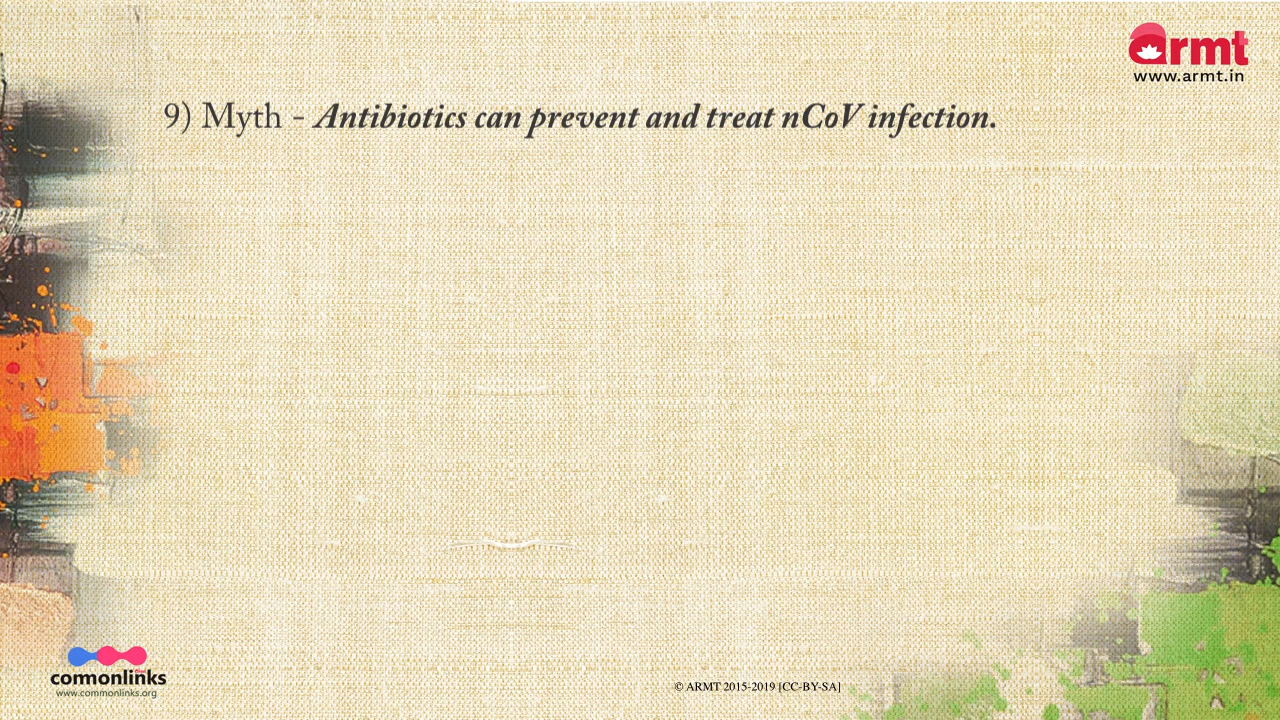 armt
www.armt.in
9) Myth - Antibiotics can prevent and treat nCoV infection.
commonlinks
www.commonlinks.org
© ARMT 2015-2019 [CC-BY-SA]